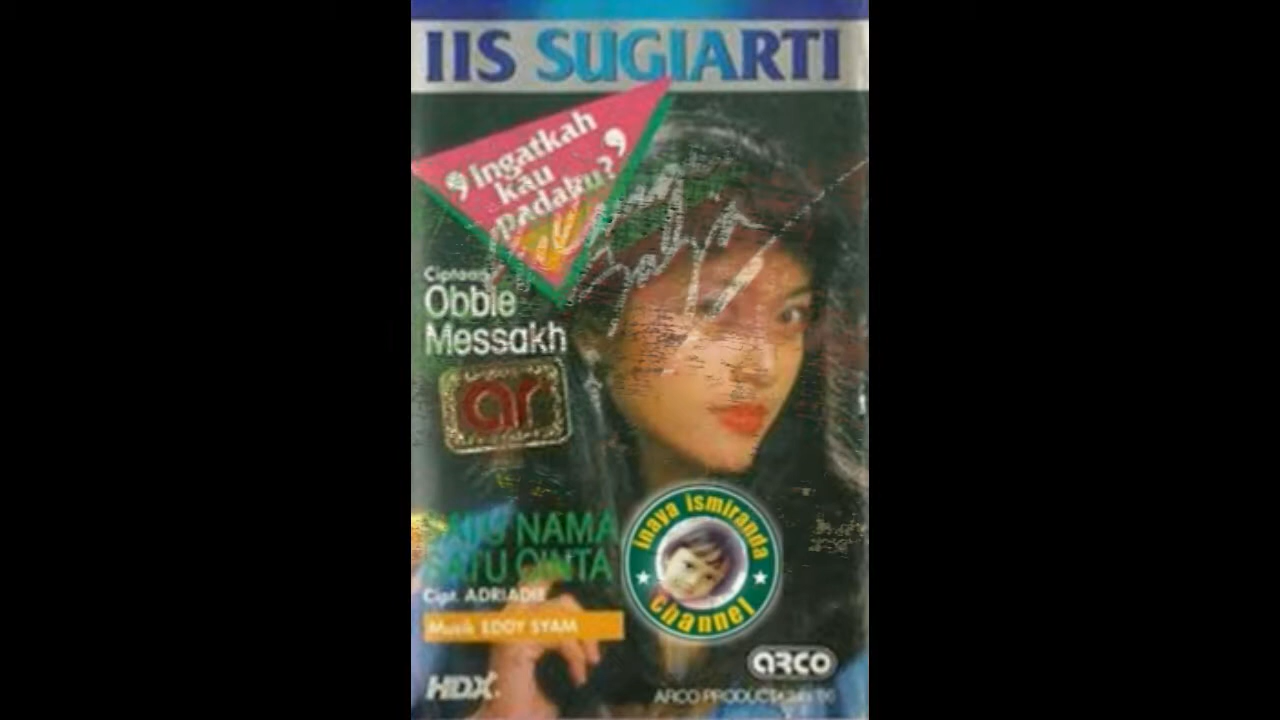 IIS SUGIARTI
❜Ingatkah
kau
padaku?❜
Obbie
Messakh
ar
NAMA
SATU CINTA
Cipt. ADRIADIE
Musik EDDY SYAM
inaya ismiranda
channel
HDX
arco
ARCO